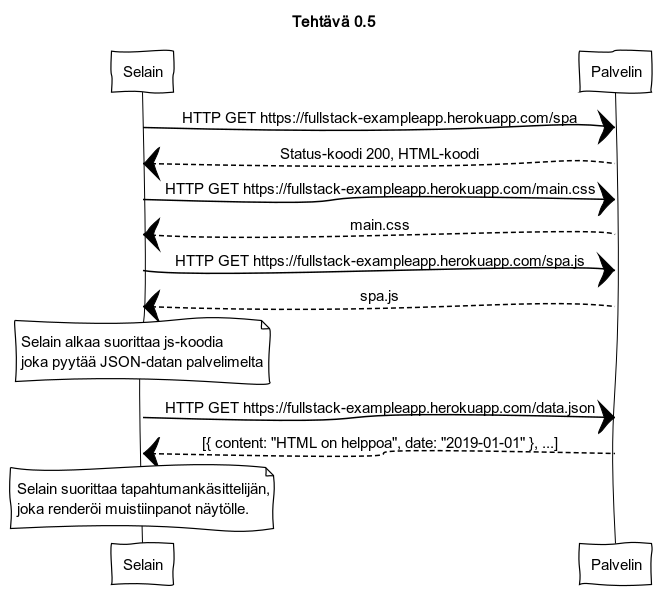 Tehtävä 0.5
Selain
Palvelin
HTTP GET https://fullstack-exampleapp.herokuapp.com/spa
Status-koodi 200, HTML-koodi
HTTP GET https://fullstack-exampleapp.herokuapp.com/main.css
main.css
HTTP GET https://fullstack-exampleapp.herokuapp.com/spa.js
spa.js
Selain alkaa suorittaa js-koodia
joka pyytää JSON-datan palvelimelta
HTTP GET https://fullstack-exampleapp.herokuapp.com/data.json
[{ content: "HTML on helppoa", date: "2019-01-01" }, ...]
Selain suorittaa tapahtumankäsittelijän,
joka renderöi muistiinpanot näytölle.
Selain
Palvelin